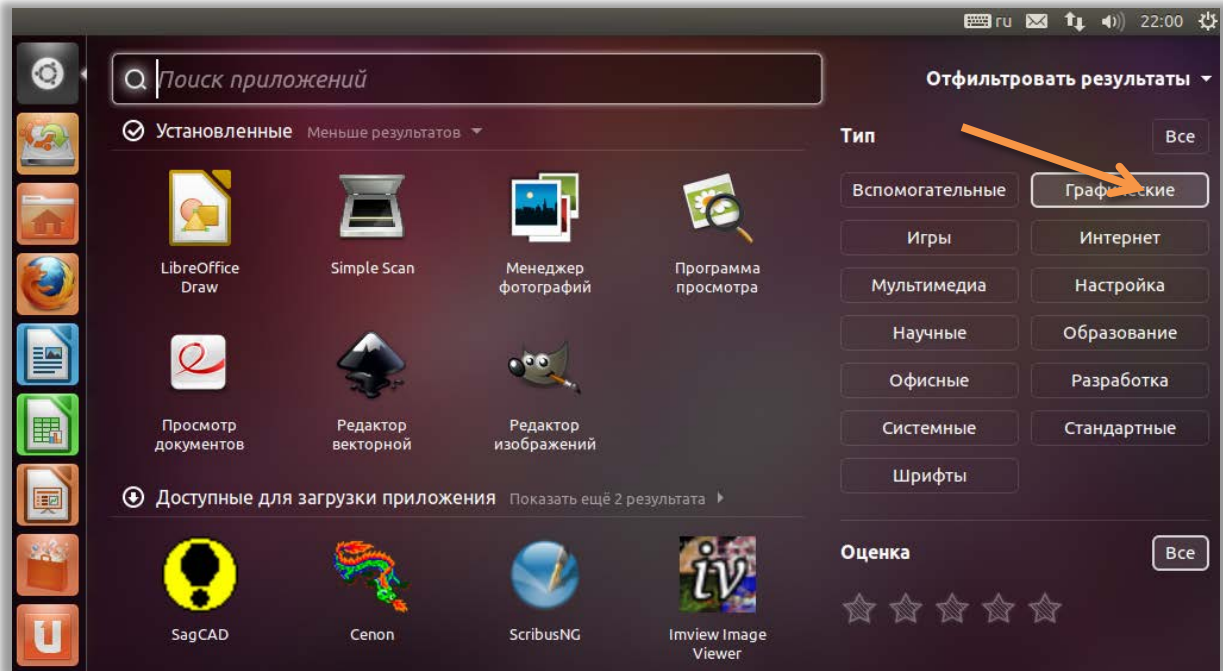 ru 22:00
Поиск приложений
Отфильтровать результаты
Установленные Меньше результатов
Тип Все
Вспомогательные Графические
Игры Интернет
Мультимедиа Настройка
Научные Образование
Офисные Разработка
Системные Стандартные
Шрифты
LibreOffice
Draw
Simple Scan
Менеджер
фотографий
Программа
просмотра
Просмотр
документов
Редактор
векторной
Редактор
изображений
Доступные для загрузки приложения Показать ещё 2 результата
SagCAD
Cenon
ScribusNG
iv
Imview Image
Viewer
Оценка Все